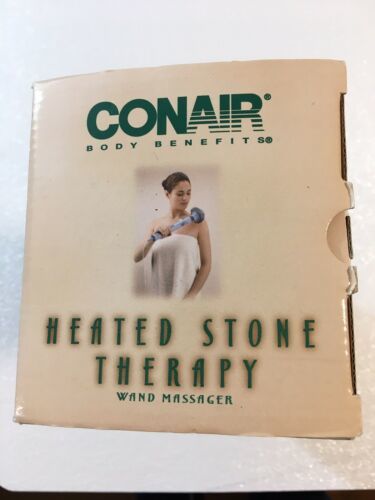 CONAIR®
BODY BENEFITS®
HEATED STONE
THERAPY
WAND MASSAGER